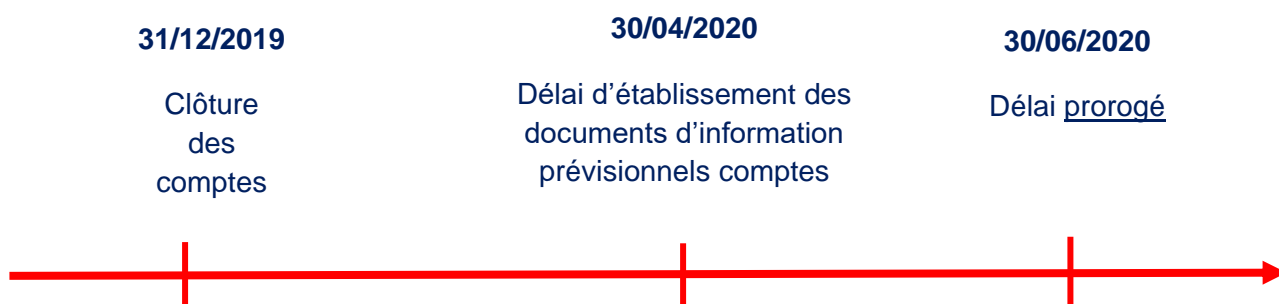 31/12/2019
Clôture
des
comptes
30/04/2020
Délai d’établissement des
documents d’information
prévisionnels comptes
30/06/2020
Délai prorogé